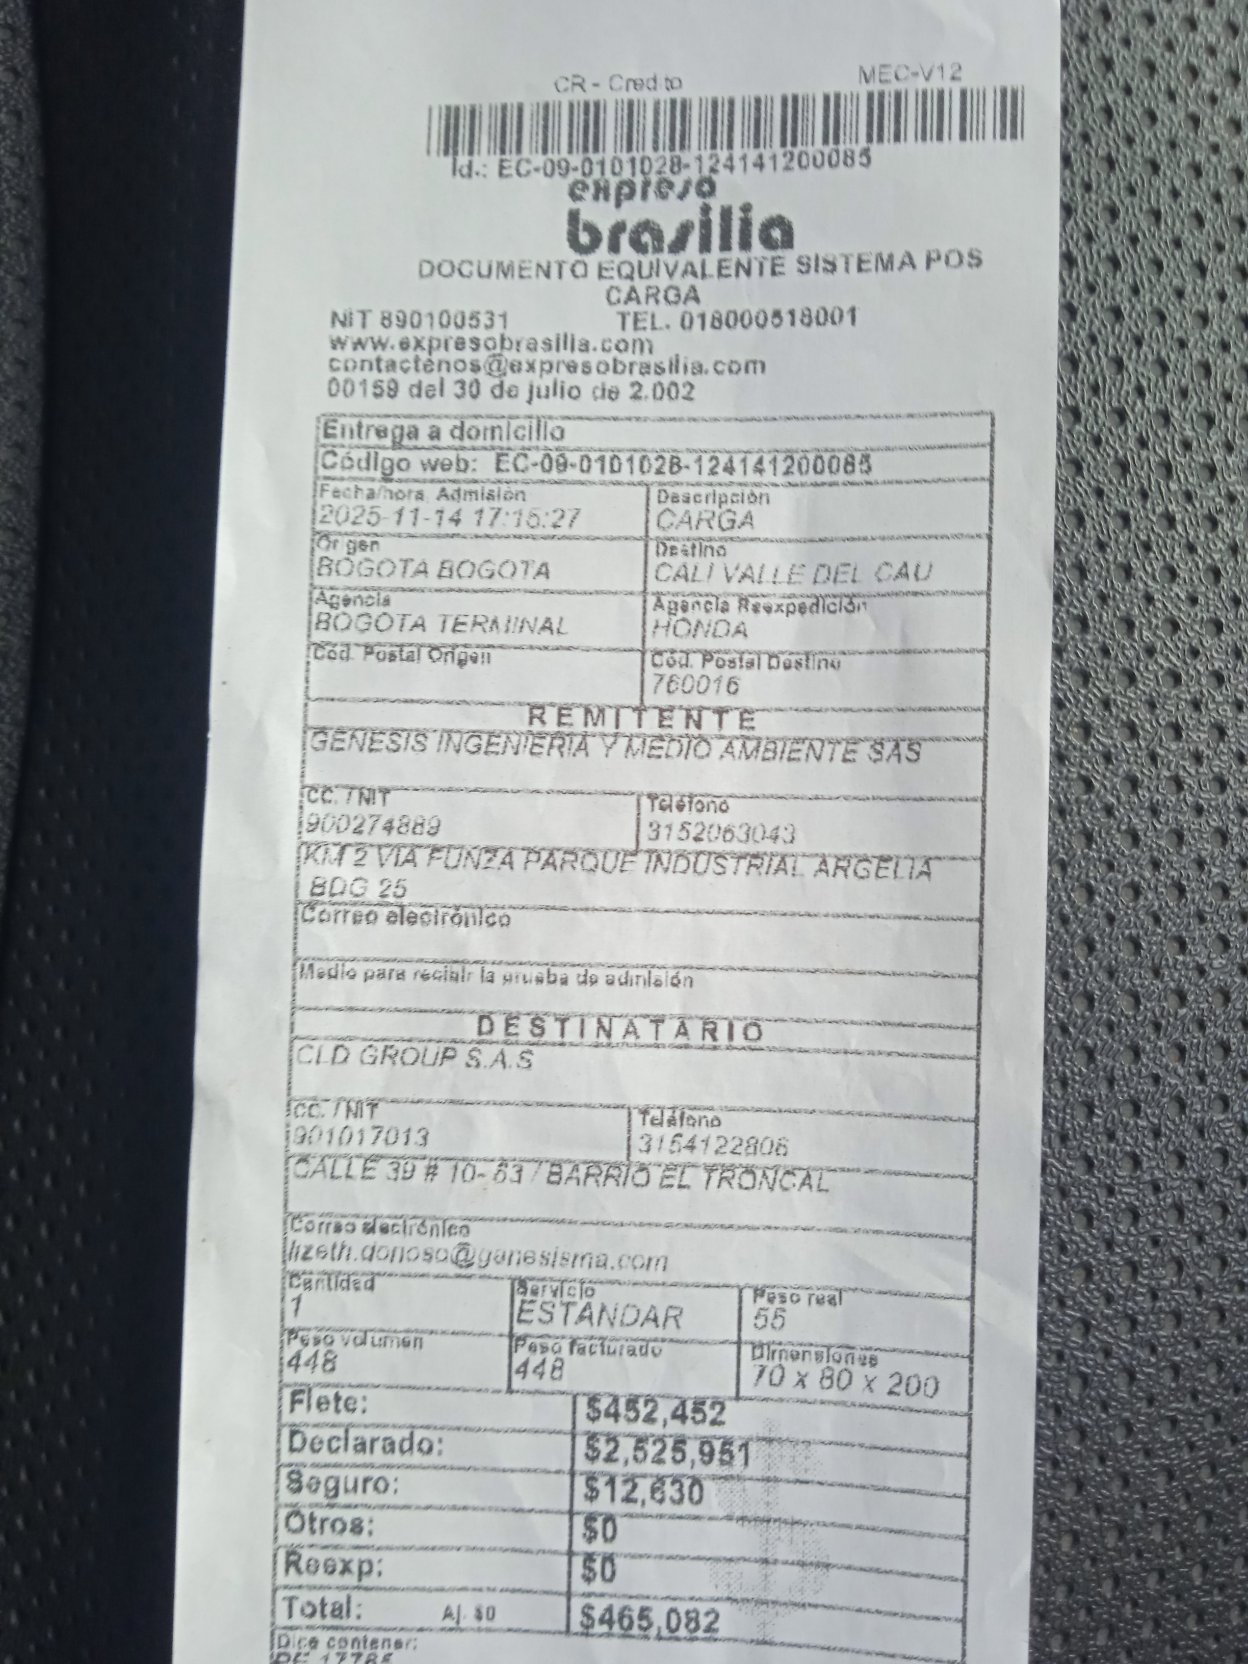 CR - Credito MEC-V12
Id.: EC-09-0101028-124141200085
expreso
brasilia
DOCUMENTO EQUIVALENTE SISTEMA POS
CARGA
NIT 890100531 TEL. 018000518001
www.expresobrasilia.com
contactenos@expresobrasilia.com
00159 del 30 de julio de 2.002
Entrega a domicilio
Código web: EC-09-0101028-124141200085
Fecha/hora Admisión Descripción
2025-11-14 17:15:27 CARGA
Origen Destino
BOGOTA BOGOTA CALI VALLE DEL CAU
Agencia Agencia Reexpedición
BOGOTA TERMINAL HONDA
Cód. Postal Origen Cód. Postal Destino
760016
REMITENTE
GENESIS INGENIERIA Y MEDIO AMBIENTE SAS
CC. / NIT Teléfono
900274889 3152063043
KM 2 VIA FUNZA PARQUE INDUSTRIAL ARGELIA
BDG 25
Correo electrónico
Medio para recibir la prueba de admisión
DESTINATARIO
CLD GROUP S.A.S
CC. / NIT Teléfono
901017013 3154122806
CALLE 39 # 10- 63 / BARRIO EL TRONCAL
Correo electrónico
lizeth.donoso@genesisma.com
Cantidad Servicio Peso real
1 ESTANDAR 55
Peso volumen Peso facturado Dimensiones
448 448 70 x 80 x 200
Flete: $452,452
Declarado: $2,525,951
Seguro: $12,630
Otros: $0
Reexp: $0
Total: Aj. $0 $465,082
Dice contener: